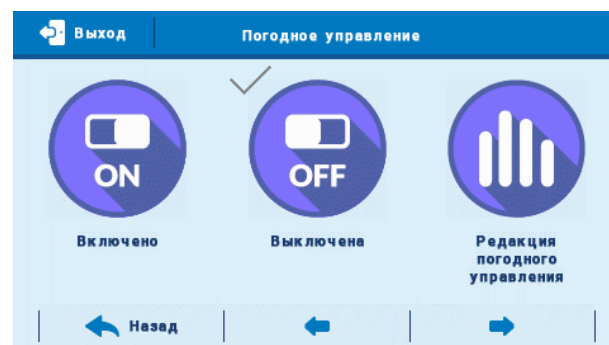 Выход
Погодное управление
ON
OFF
Включено
Выключена
Редакция
погодного
управления
Назад